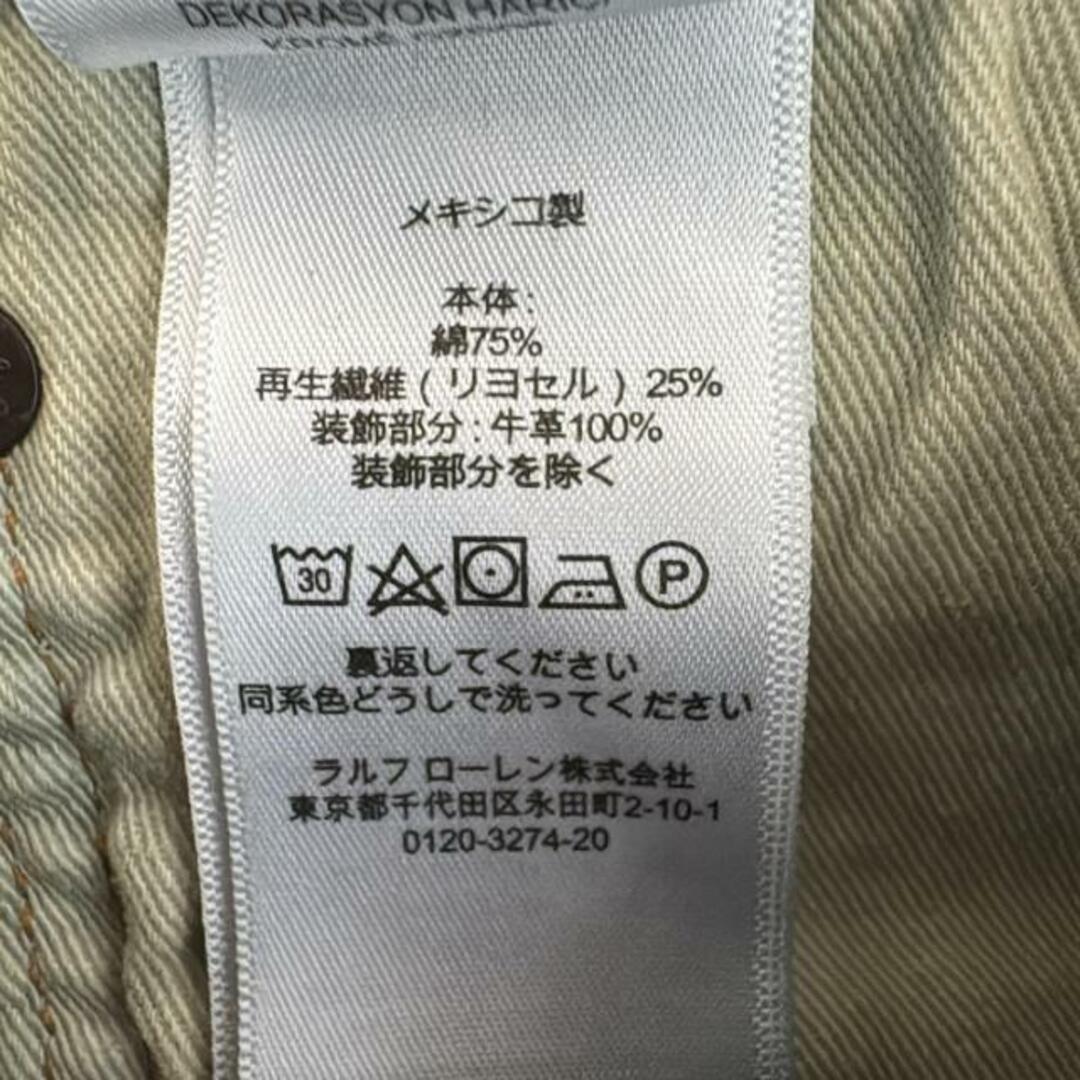 DEKORASYON HARİCİ
メキシコ製
本体:
綿75%
再生繊維(リヨセル) 25%
装飾部分:牛革100%
装飾部分を除く
30
P
裏返してください
同系色どうしで洗ってください
ラルフ ローレン株式会社
東京都千代田区永田町2-10-1
0120-3274-20